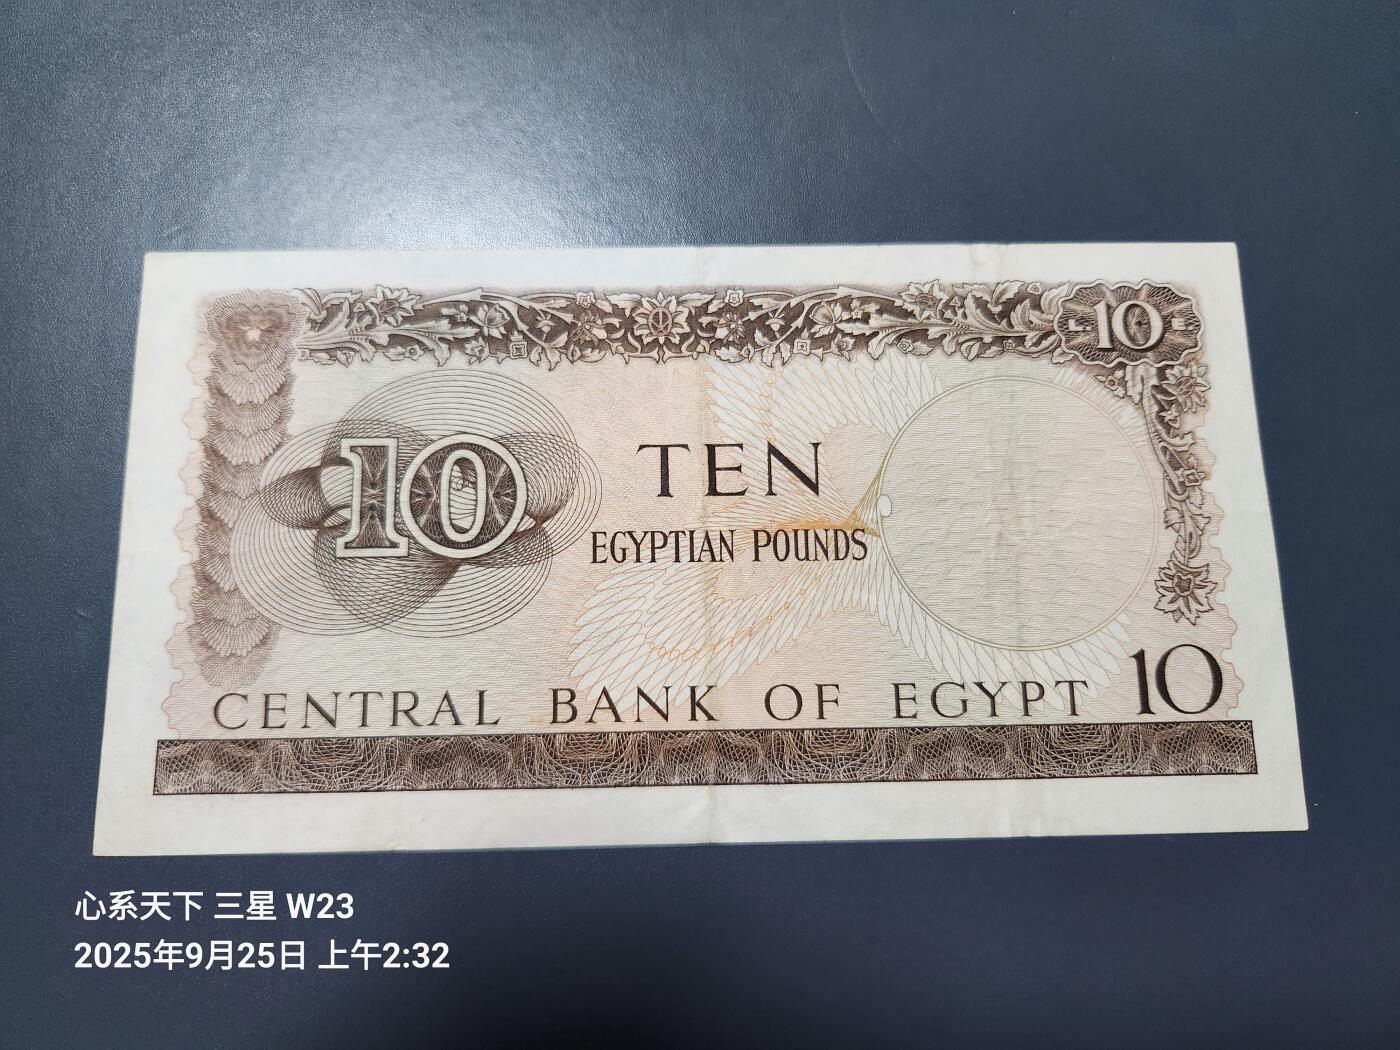 10
10
TEN
EGYPTIAN POUNDS
CENTRAL BANK OF EGYPT 10
心系天下 三星 W23
2025年9月25日 上午2:32